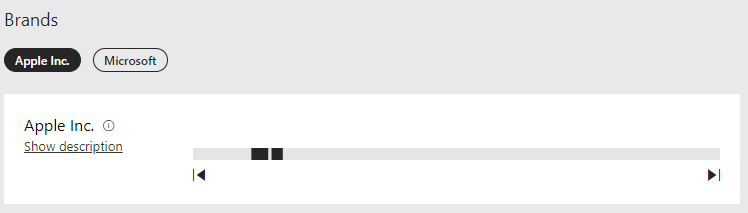 Brands
Apple Inc.
Microsoft
Apple Inc.
Show description